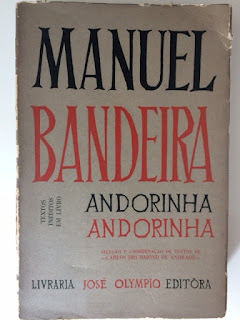 MANUEL
BANDEIRA
TEXTOS
INÉDITOS
EM LIVRO
ANDORINHA
ANDORINHA
SELEÇÃO E COORDENAÇÃO DE TEXTOS DE
CARLOS DRUMMOND DE ANDRADE
LIVRARIA JOSÉ OLYMPIO EDITÔRA